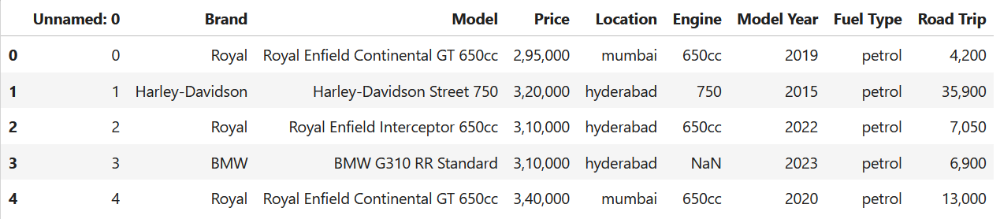 Unnamed: 0 Brand Model Price Location Engine Model Year Fuel Type Road Trip
0 0 Royal Royal Enfield Continental GT 650cc 2,95,000 mumbai 650cc 2019 petrol 4,200
1 1 Harley-Davidson Harley-Davidson Street 750 3,20,000 hyderabad 750 2015 petrol 35,900
2 2 Royal Royal Enfield Interceptor 650cc 3,10,000 hyderabad 650cc 2022 petrol 7,050
3 3 BMW BMW G310 RR Standard 3,10,000 hyderabad NaN 2023 petrol 6,900
4 4 Royal Royal Enfield Continental GT 650cc 3,40,000 mumbai 650cc 2020 petrol 13,000